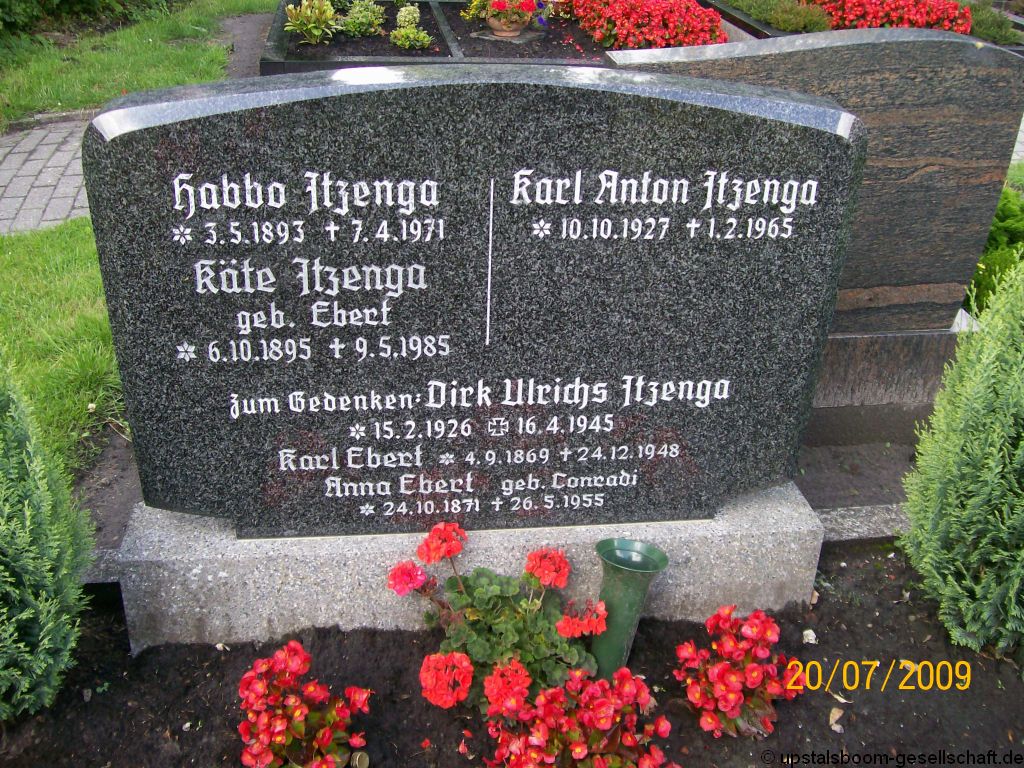 Habbo Itzenga
* 3.5.1893 † 7.4.1971
Käte Itzenga
geb. Ebert
* 6.10.1895 † 9.5.1985
Karl Anton Itzenga
* 10.10.1927 † 1.2.1965
Zum Gedenken: Dirk Ulrichs Itzenga
* 15.2.1926 ✠ 16.4.1945
Karl Ebert * 4.9.1869 † 24.12.1948
Anna Ebert geb. Conradi
* 24.10.1871 † 26.5.1955
20/07/2009
© upstalsboom-gesellschaft.de